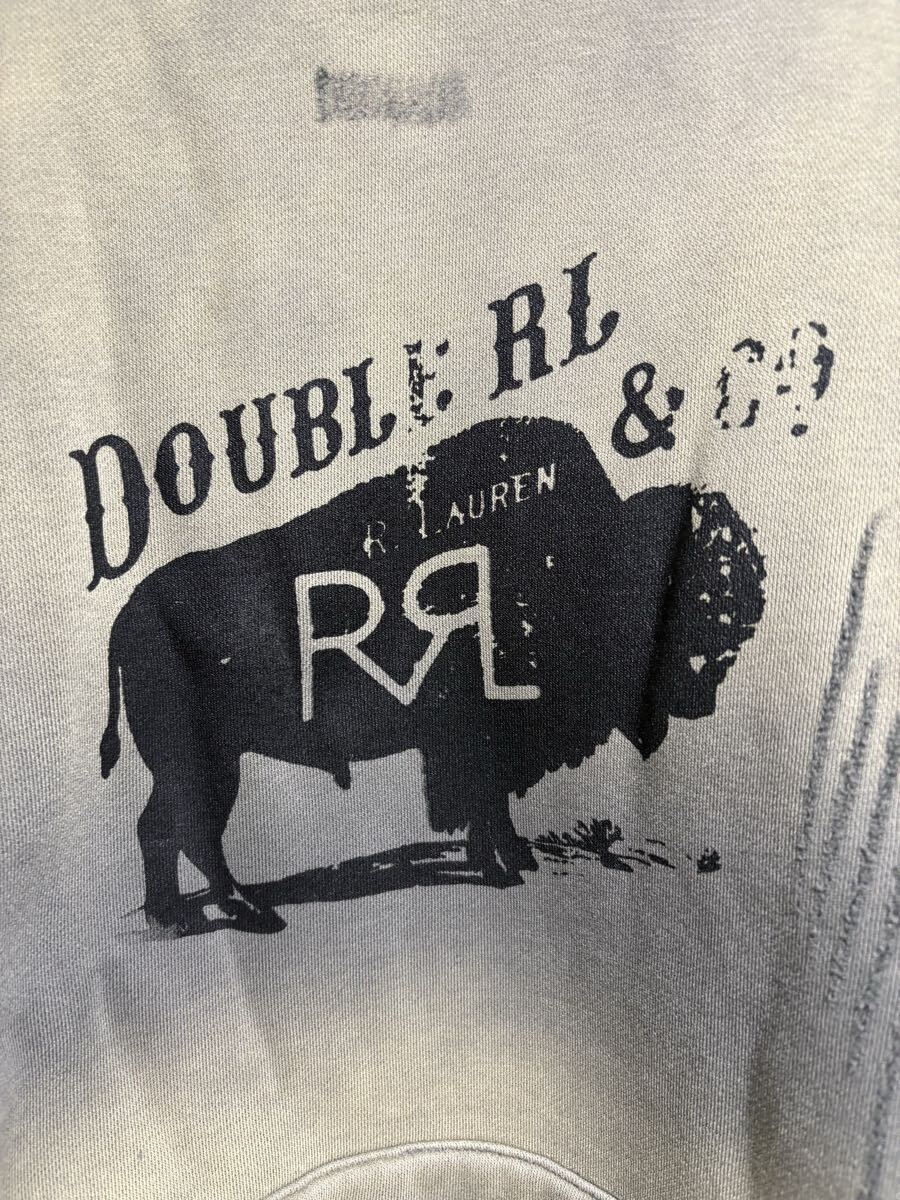 DOUBLE RL
& CO
R. LAUREN
RRL